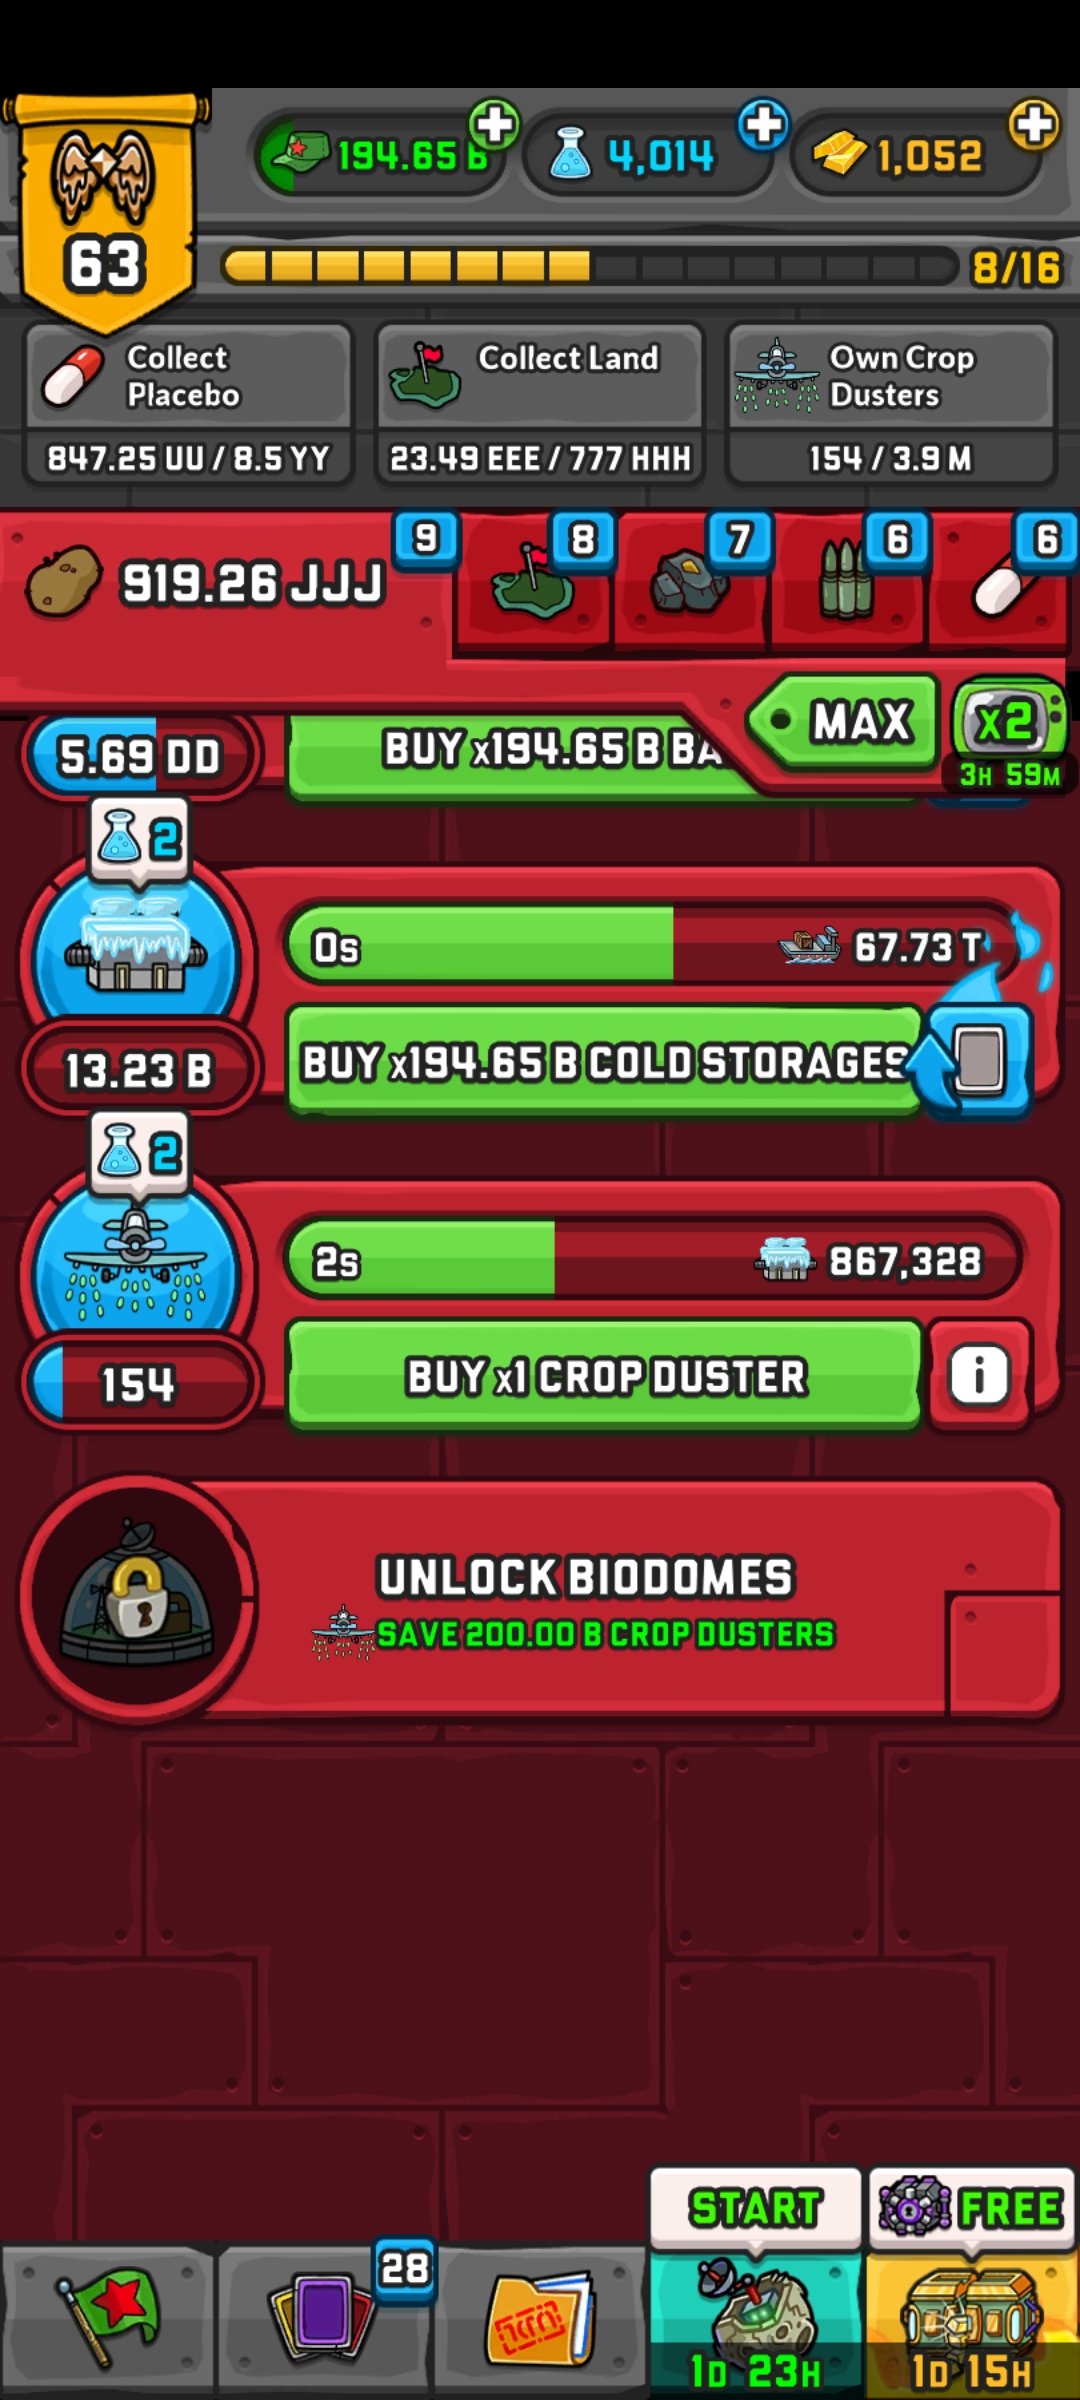 194.65 B
4,014
1,052
63
8/16
Collect
Placebo
847.25 UU / 8.5 YY
Collect Land
23.49 EEE / 777 HHH
Own Crop
Dusters
154 / 3.9 M
919.26 JJJ
9
8
7
6
6
MAX
x2
3H 59M
5.69 DD
BUY x194.65 B BA
2
0s
67.73 T
13.23 B
BUY x194.65 B COLD STORAGES
2
2s
867,328
154
BUY x1 CROP DUSTER
i
UNLOCK BIODOMES
SAVE 200.00 B CROP DUSTERS
START
FREE
28
1D 23H
1D 15H